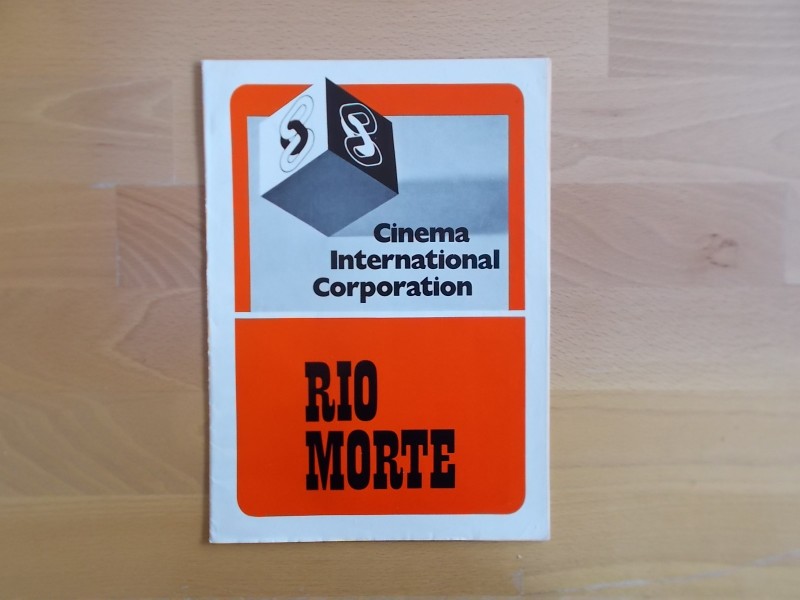 Cinema
International
Corporation
RIO
MORTE